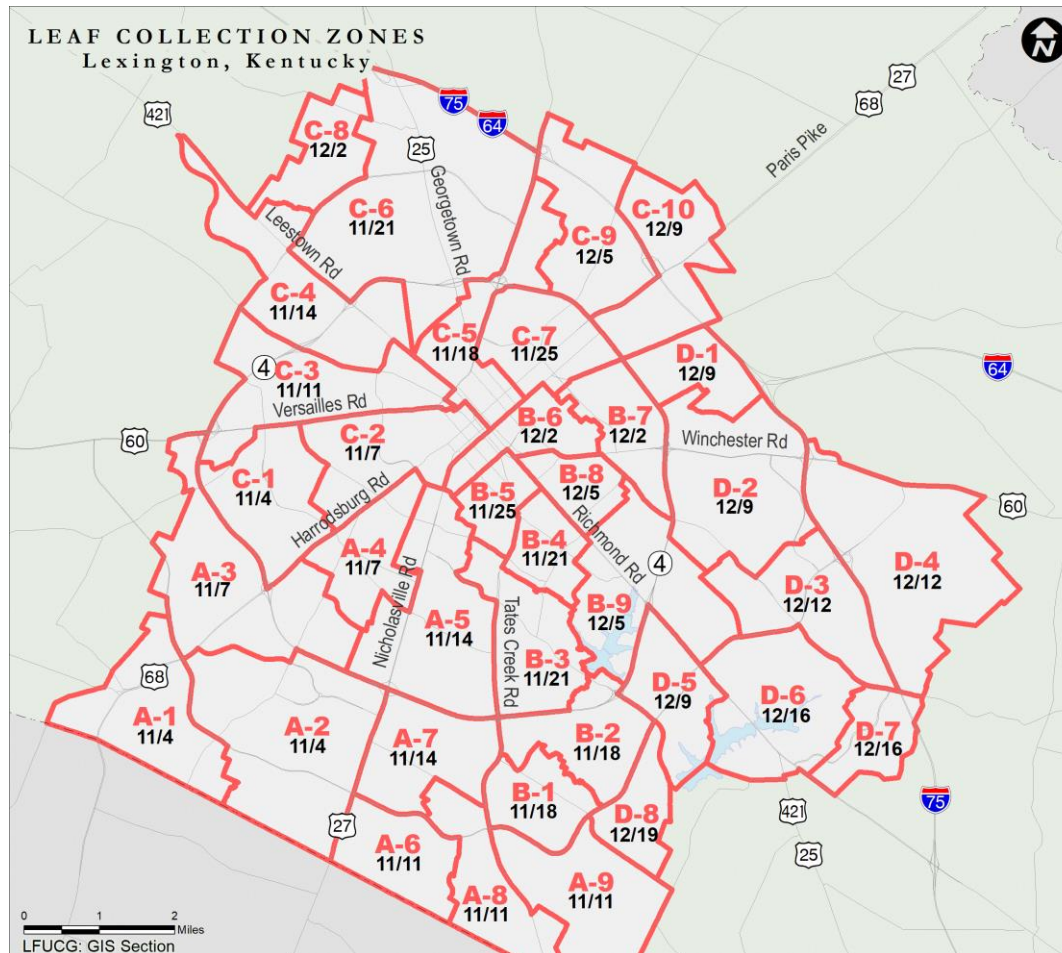 LEAF COLLECTION ZONES
Lexington, Kentucky
N
27
68
75
64
421
C-8
12/2
25
Paris Pike
Georgetown Rd
C-10
12/9
C-6
11/21
C-9
12/5
Leestown Rd
C-4
11/14
C-5
11/18
C-7
11/25
D-1
12/9
4
C-3
11/11
64
Versailles Rd
60
B-6
12/2
B-7
12/2
Winchester Rd
C-2
11/7
C-1
11/4
B-8
12/5
B-5
11/25
D-2
12/9
60
Harrodsburg Rd
Richmond Rd
A-4
11/7
B-4
11/21
4
D-4
12/12
A-3
11/7
D-3
12/12
Nicholasville Rd
A-5
11/14
Tates Creek Rd
B-9
12/5
B-3
11/21
68
D-5
12/9
D-6
12/16
A-1
11/4
A-2
11/4
A-7
11/14
B-2
11/18
D-7
12/16
B-1
11/18
75
D-8
12/19
421
27
A-6
11/11
25
A-8
11/11
A-9
11/11
0 1 2
Miles
LFUCG: GIS Section